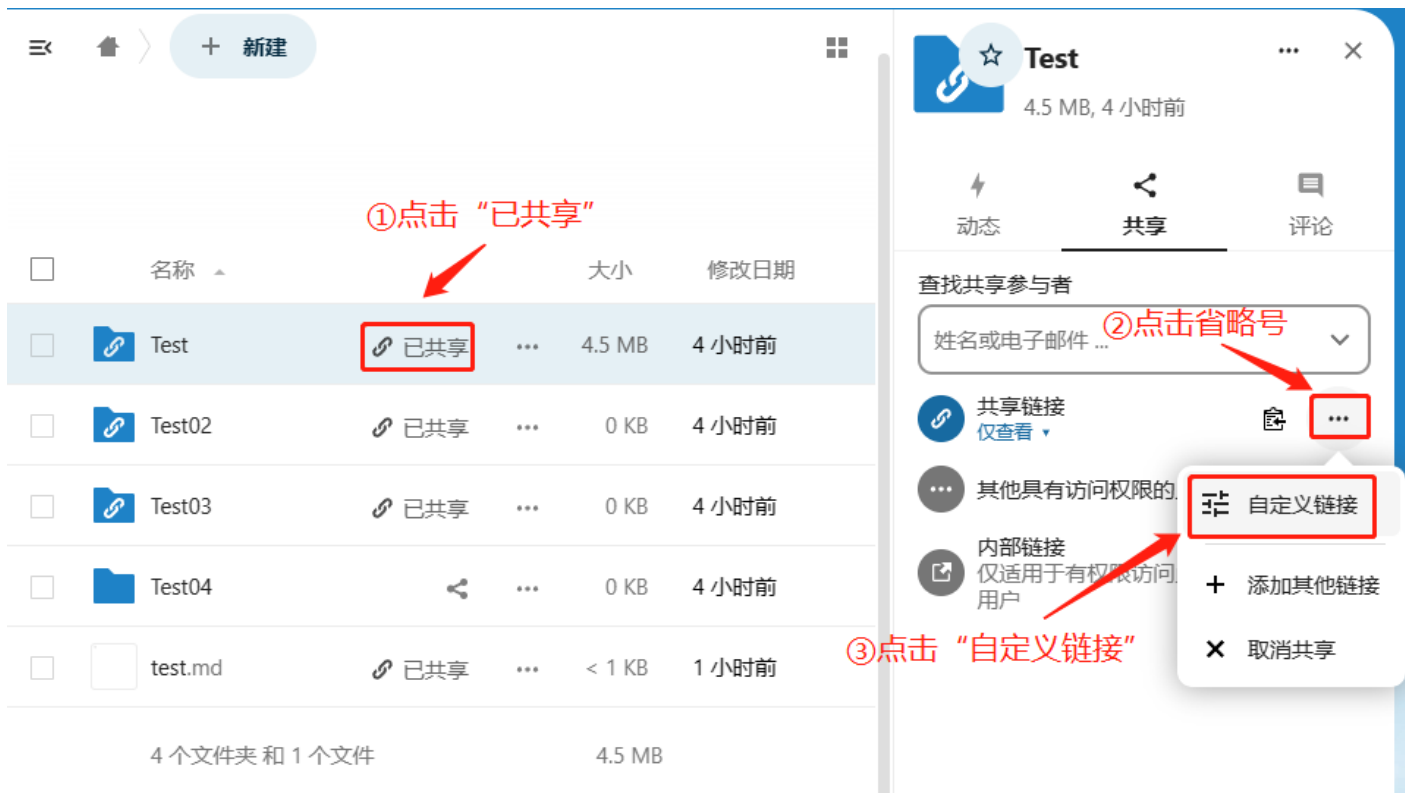 新建
①点击“已共享”
名称
大小
修改日期
Test
已共享
4.5 MB
4 小时前
Test02
已共享
0 KB
4 小时前
Test03
已共享
0 KB
4 小时前
Test04
0 KB
4 小时前
test.md
已共享
< 1 KB
1 小时前
4 个文件夹 和 1 个文件
4.5 MB
Test
4.5 MB, 4 小时前
动态
共享
评论
查找共享参与者
姓名或电子邮件 ...
②点击省略号
共享链接
仅查看
其他具有访问权限的
内部链接
仅适用于有权限访问
用户
自定义链接
添加其他链接
取消共享
③点击“自定义链接”